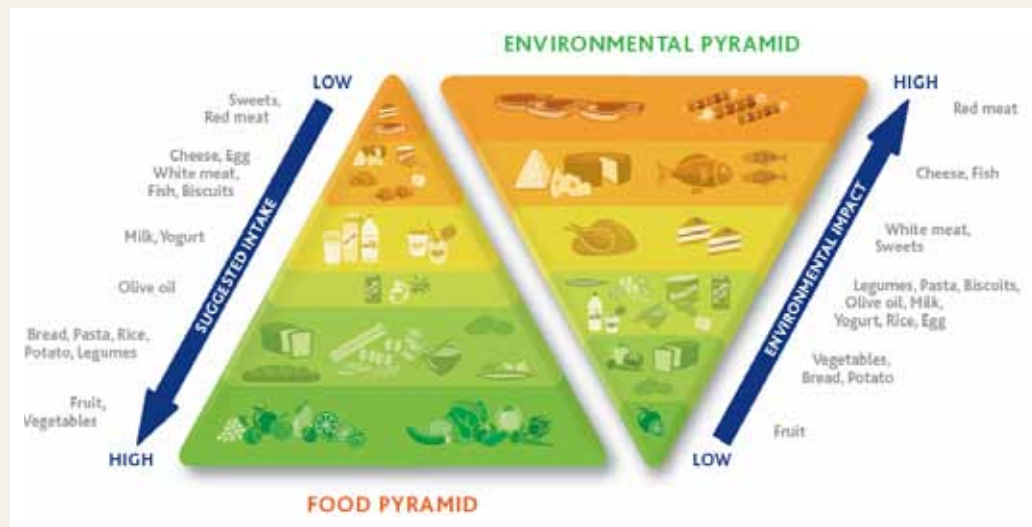 ENVIRONMENTAL PYRAMID
LOW
Sweets,
Red meat
Cheese, Egg
White meat,
Fish, Biscuits
Milk, Yogurt
Olive oil
Bread, Pasta, Rice,
Potato, Legumes
Fruit,
Vegetables
HIGH
SUGGESTED INTAKE
FOOD PYRAMID
HIGH
Red meat
Cheese, Fish
White meat,
Sweets
Legumes, Pasta, Biscuits,
Olive oil, Milk,
Yogurt, Rice, Egg
Vegetables,
Bread, Potato
Fruit
LOW
ENVIRONMENTAL IMPACT